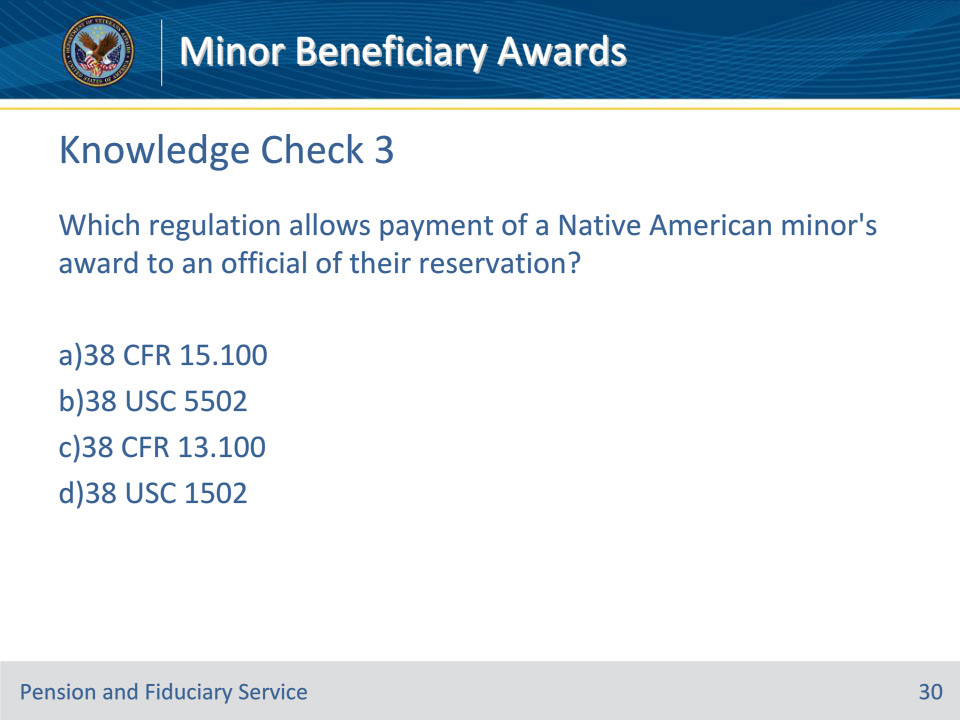 Minor Beneficiary Awards
Knowledge Check 3
Which regulation allows payment of a Native American minor's
award to an official of their reservation?
a)38 CFR 15.100
b)38 USC 5502
c)38 CFR 13.100
d)38 USC 1502
Pension and Fiduciary Service
30